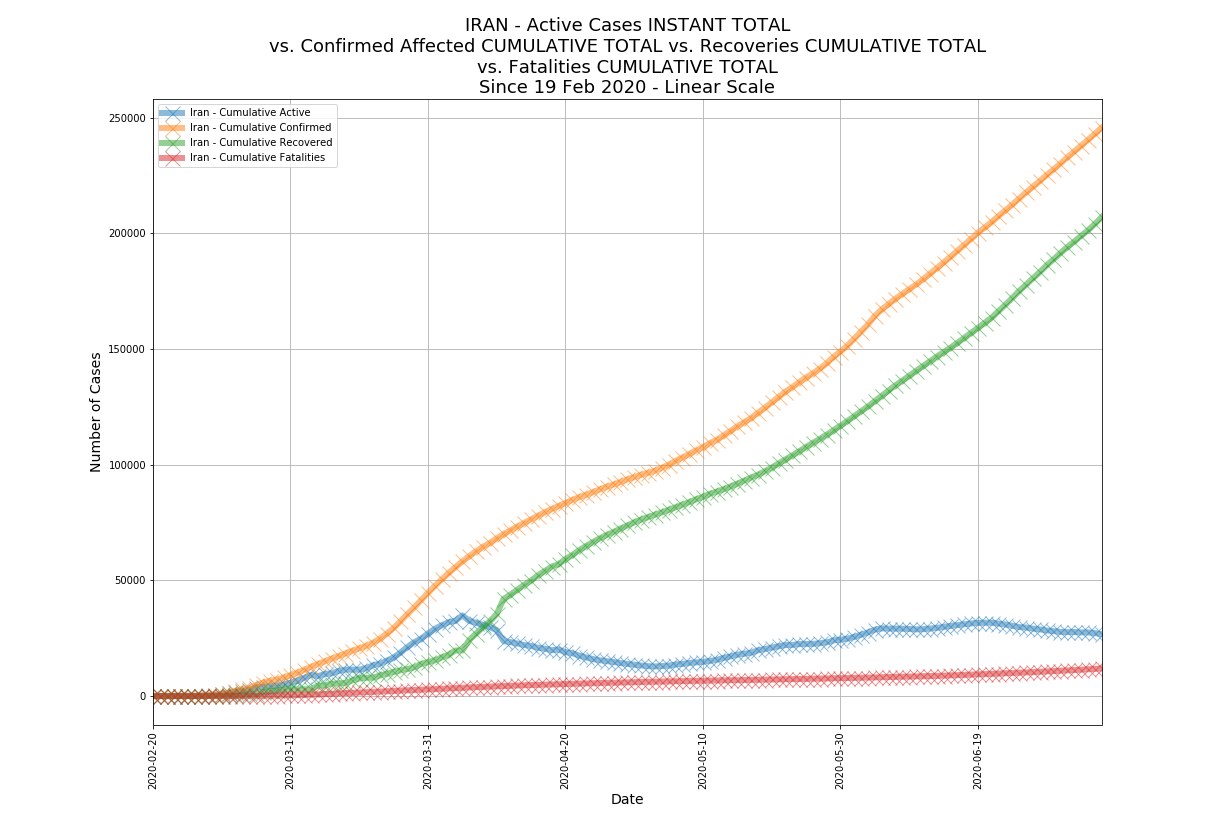 IRAN - Active Cases INSTANT TOTAL
vs. Confirmed Affected CUMULATIVE TOTAL vs. Recoveries CUMULATIVE TOTAL
vs. Fatalities CUMULATIVE TOTAL
Since 19 Feb 2020 - Linear Scale
Iran - Cumulative Active
Iran - Cumulative Confirmed
Iran - Cumulative Recovered
Iran - Cumulative Fatalities
Number of Cases
250000
200000
150000
100000
50000
0
2020-02-20
2020-03-11
2020-03-31
2020-04-20
2020-05-10
2020-05-30
2020-06-19
Date